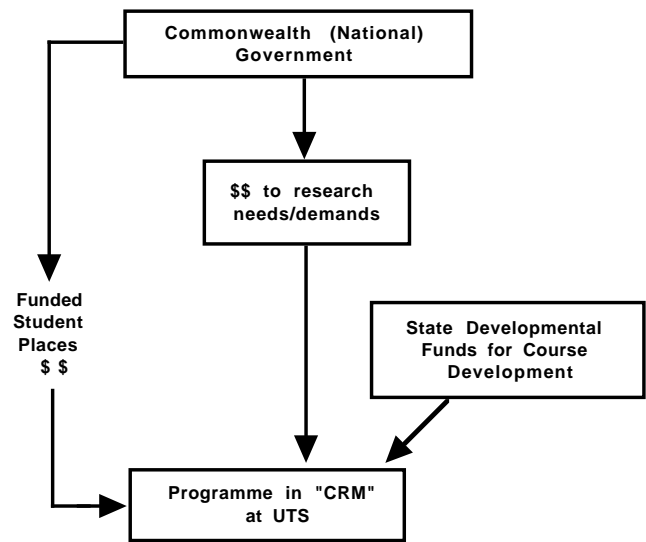 Commonwealth (National)
Government
$$ to research
needs/demands
Funded
Student
Places
$ $
State Developmental
Funds for Course
Development
Programme in "CRM"
at UTS